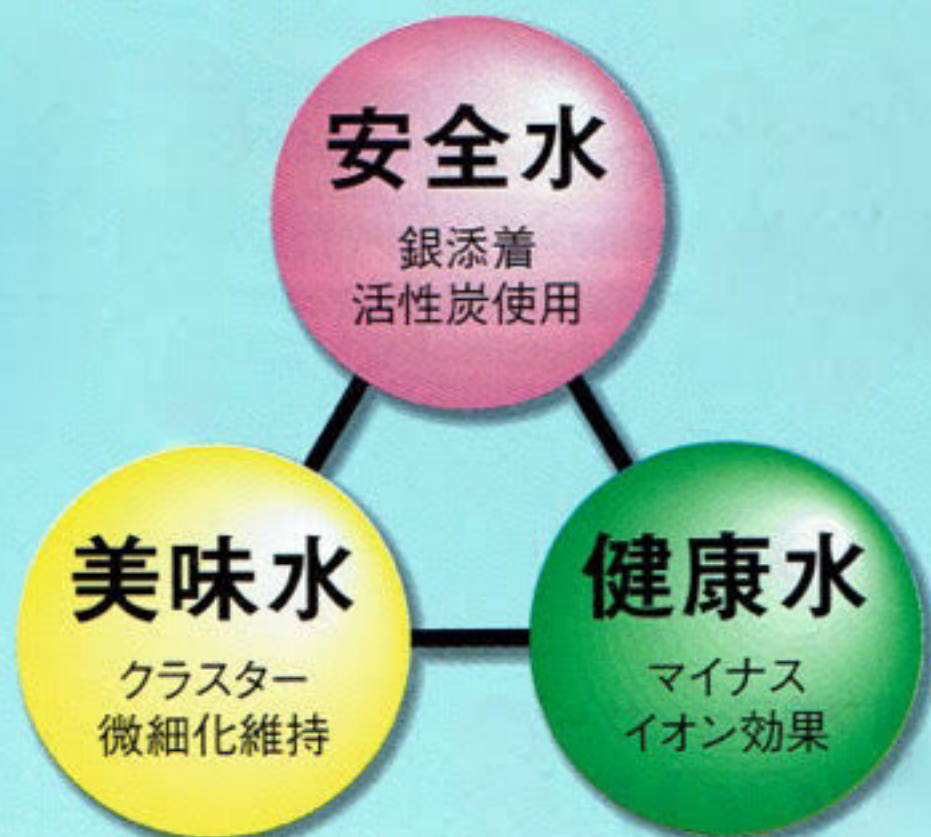 安全水
銀添着
活性炭使用
美味水
クラスター
微細化維持
健康水
マイナス
イオン効果